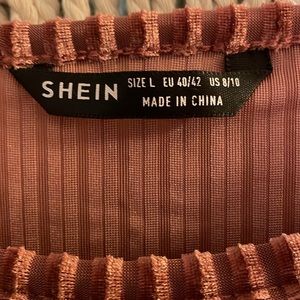 SHEIN SIZE L EU 40/42 US 8/10
MADE IN CHINA